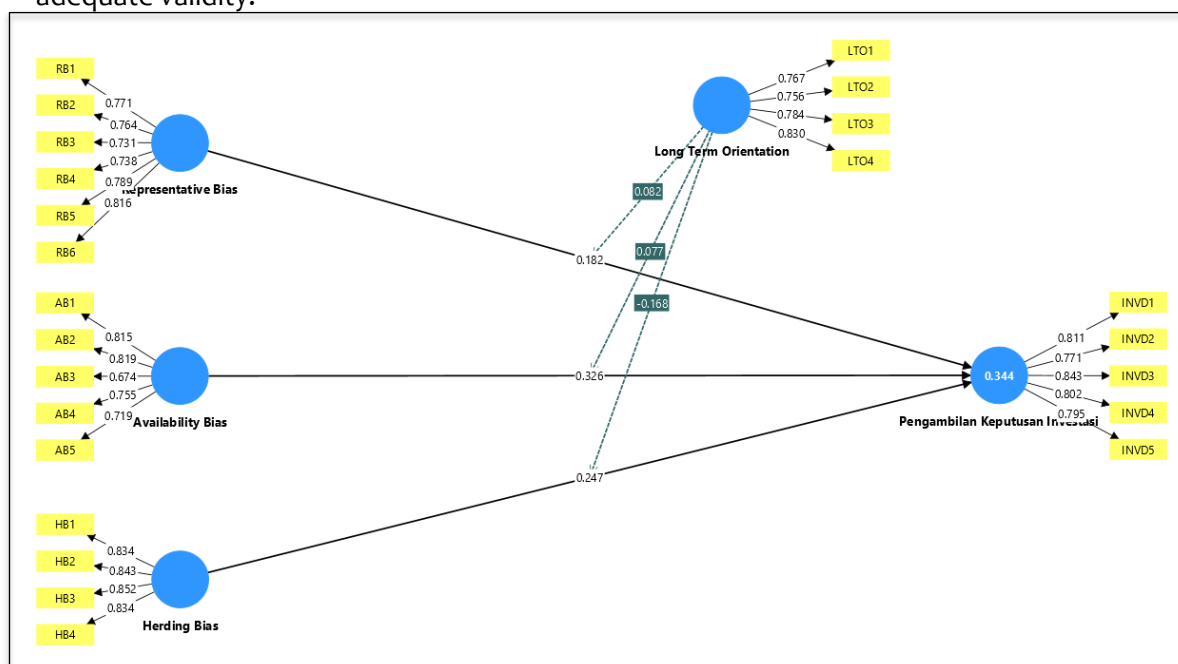 adequate validity.
RB1
RB2
RB3
RB4
RB5
RB6
0.771
0.764
0.731
0.738
0.789
0.816
Representative Bias
AB1
AB2
AB3
AB4
AB5
0.815
0.819
0.674
0.755
0.719
Availability Bias
HB1
HB2
HB3
HB4
0.834
0.843
0.852
0.834
Herding Bias
Long Term Orientation
0.767
0.756
0.784
0.830
LTO1
LTO2
LTO3
LTO4
0.082
0.077
-0.168
0.182
0.326
0.247
0.344
Pengambilan Keputusan Investasi
0.811
0.771
0.843
0.802
0.795
INVD1
INVD2
INVD3
INVD4
INVD5